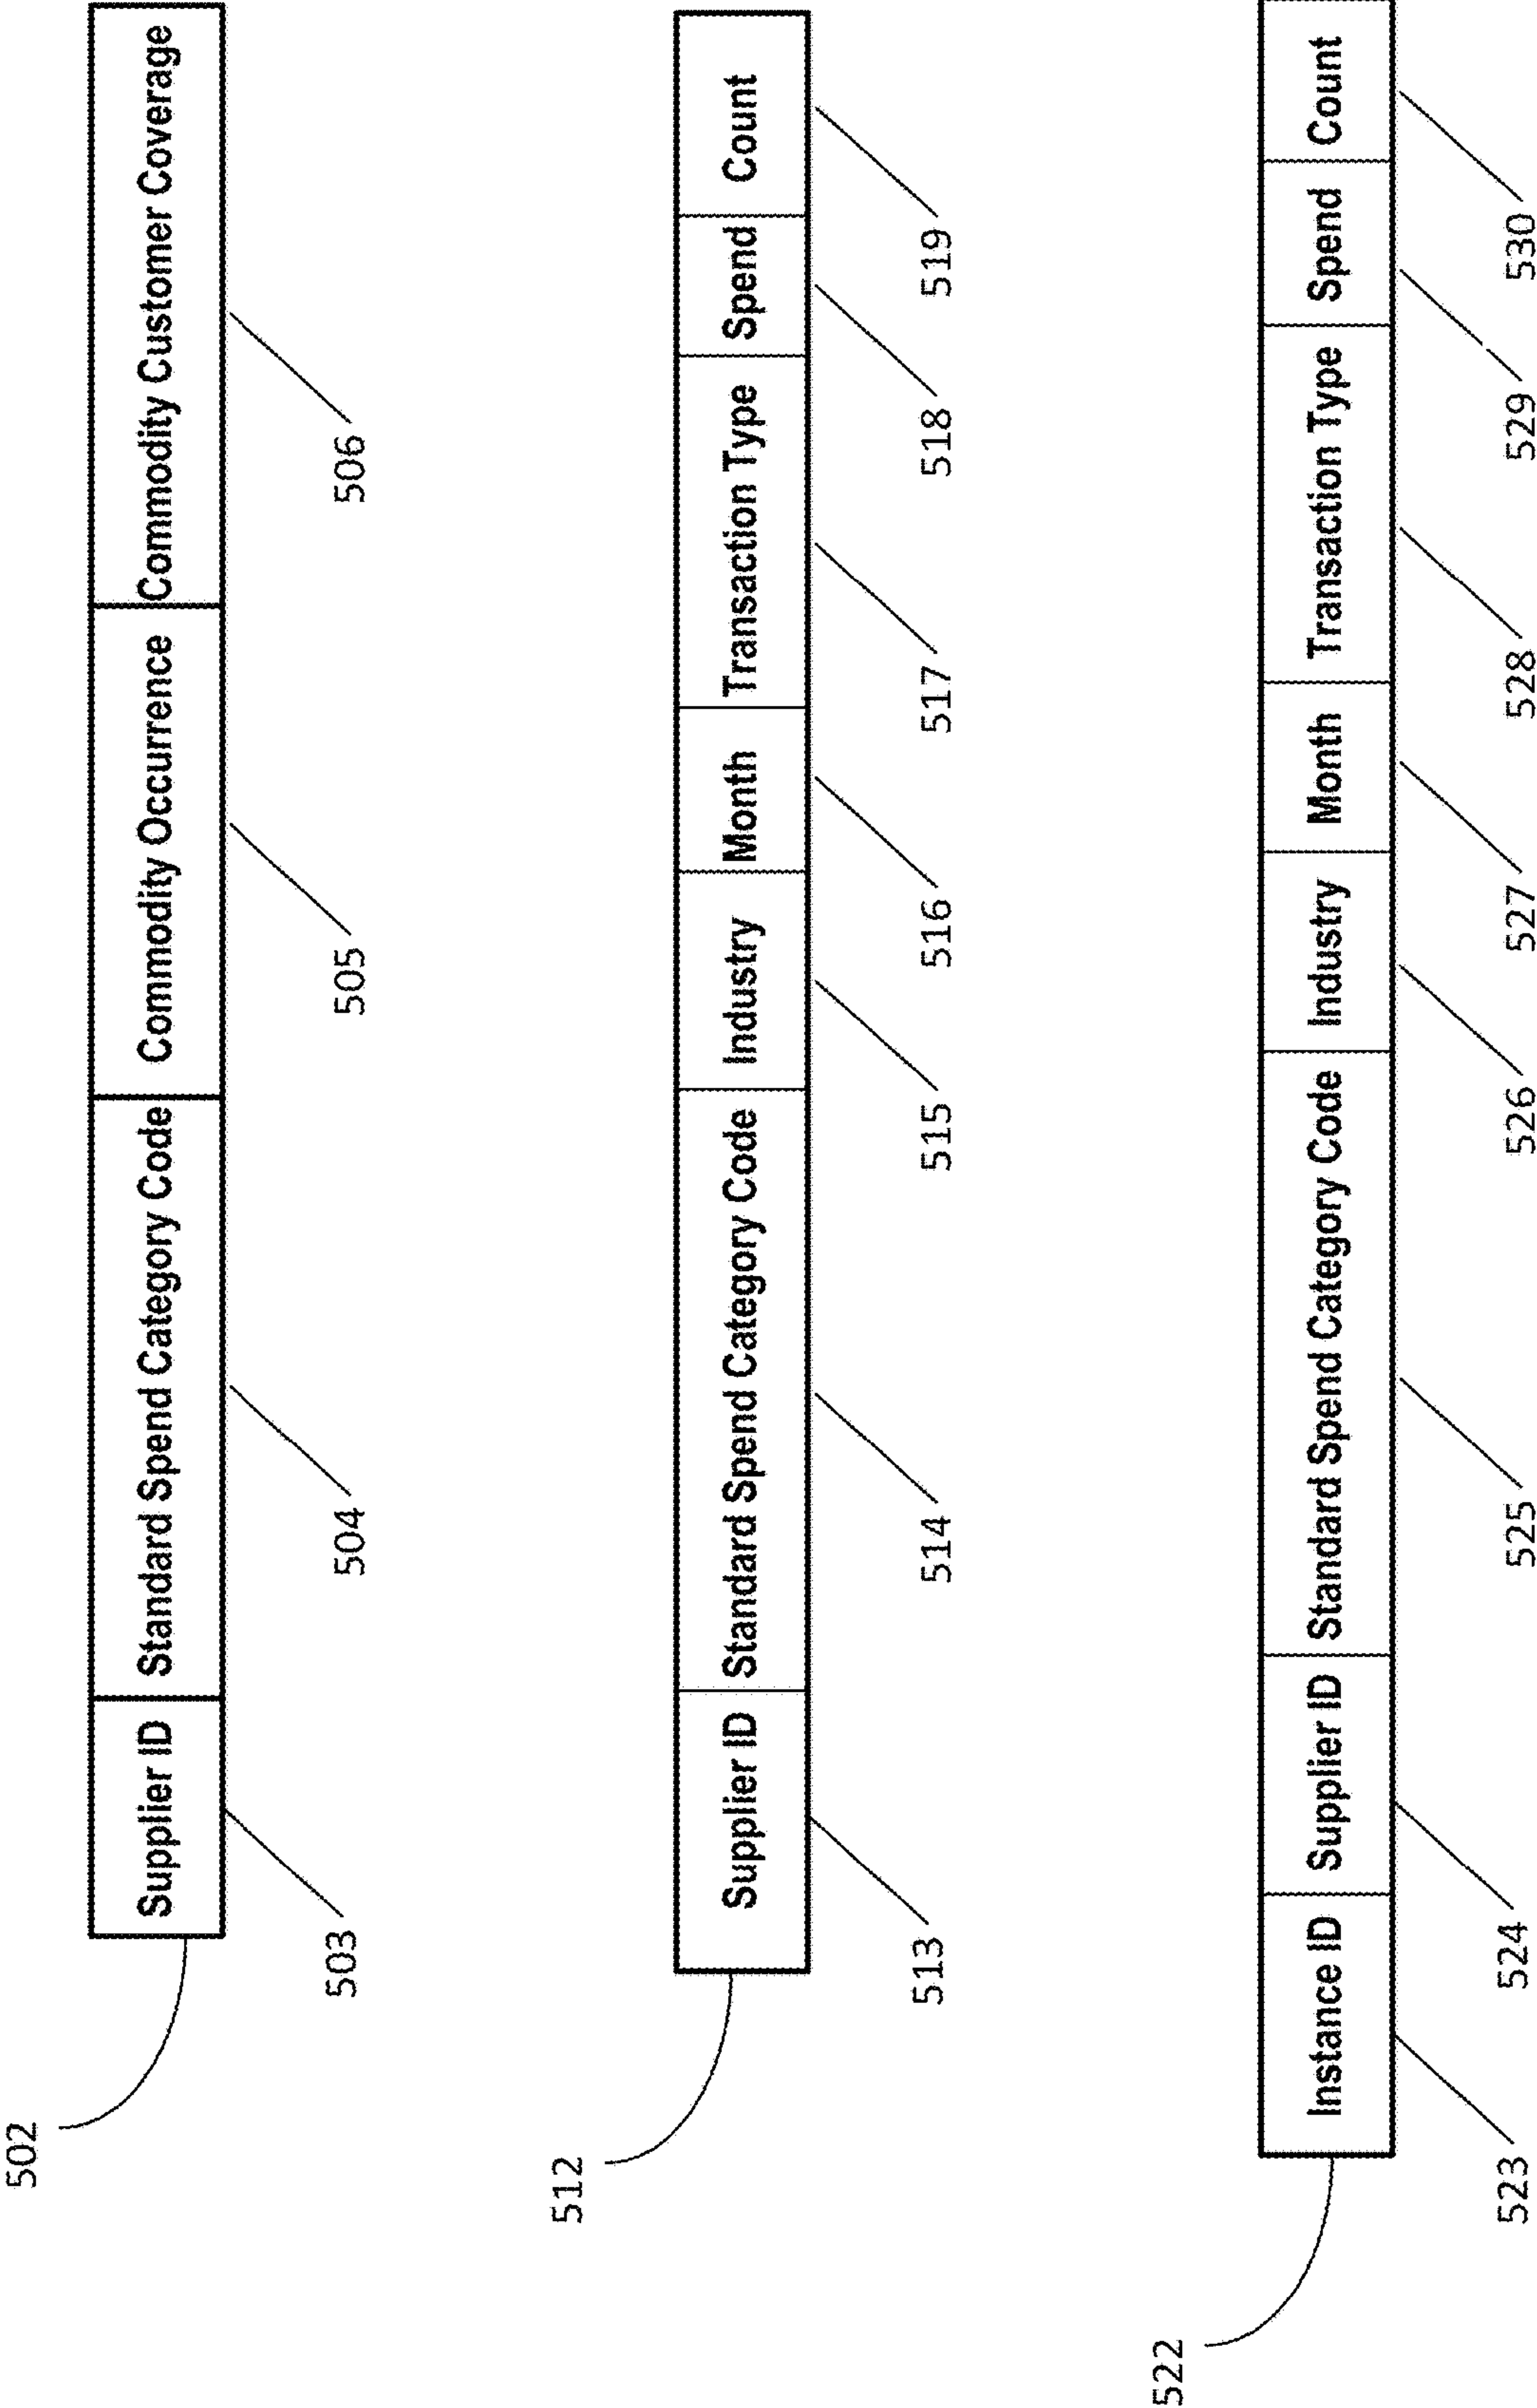 Supplier ID Standard Spend Category Code Commodity Occurrence Commodity Customer Coverage
502
503 504 505 506
Supplier ID Standard Spend Category Code Industry Month Transaction Type Spend Count
512
513 514 515 516 517 518 519
Instance ID Supplier ID Standard Spend Category Code Industry Month Transaction Type Spend Count
522
523 524 525 526 527 528 529 530